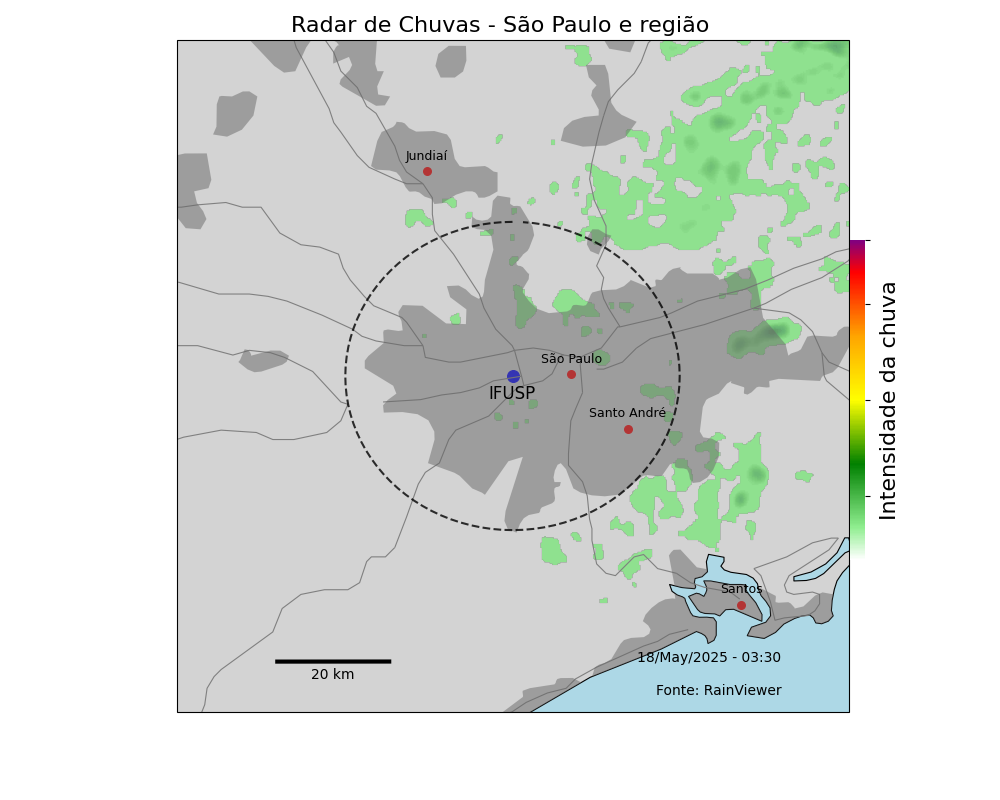 Radar de Chuvas - São Paulo e região
Jundiaí
São Paulo
IFUSP
Santo André
Santos
18/May/2025 - 03:30
20 km
Fonte: RainViewer
Intensidade da chuva